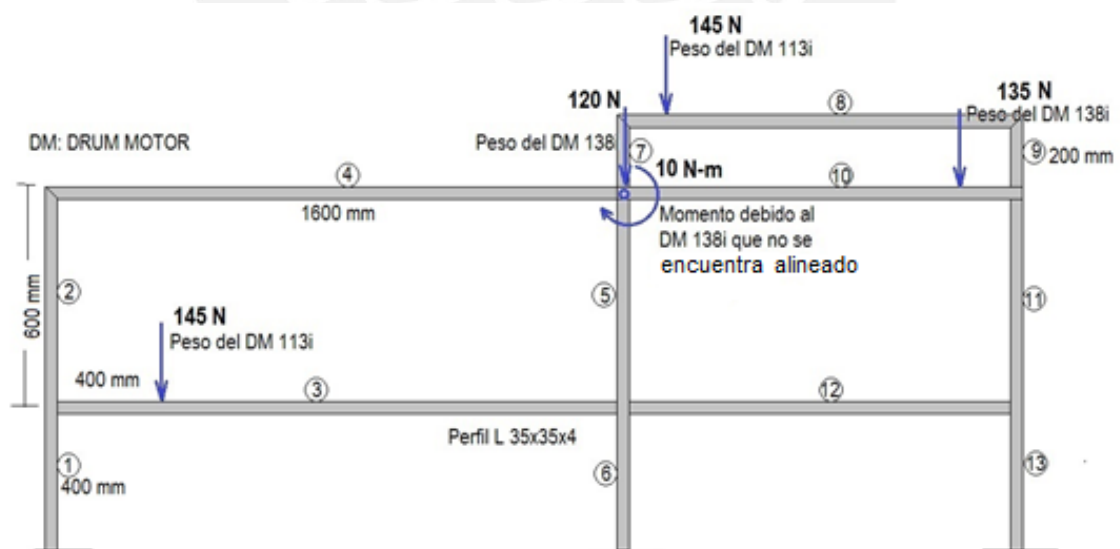 145 N
Peso del DM 113i
120 N
8
135 N
Peso del DM 138i
DM: DRUM MOTOR
Peso del DM 138
7
9
200 mm
10 N-m
4
10
1600 mm
Momento debido al
DM 138i que no se
encuentra alineado
600 mm
2
5
11
145 N
Peso del DM 113i
400 mm
3
12
Perfil L 35x35x4
1
400 mm
6
13